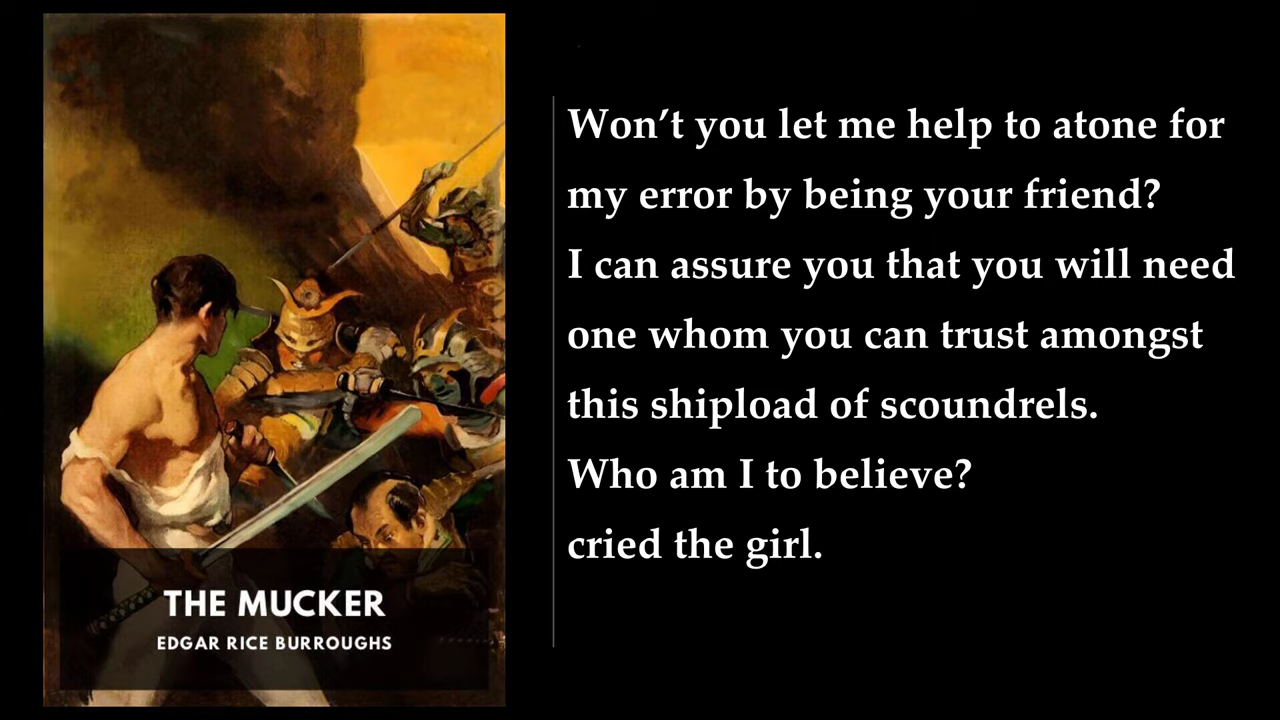 THE MUCKER
EDGAR RICE BURROUGHS
Won’t you let me help to atone for
my error by being your friend?
I can assure you that you will need
one whom you can trust amongst
this shipload of scoundrels.
Who am I to believe?
cried the girl.